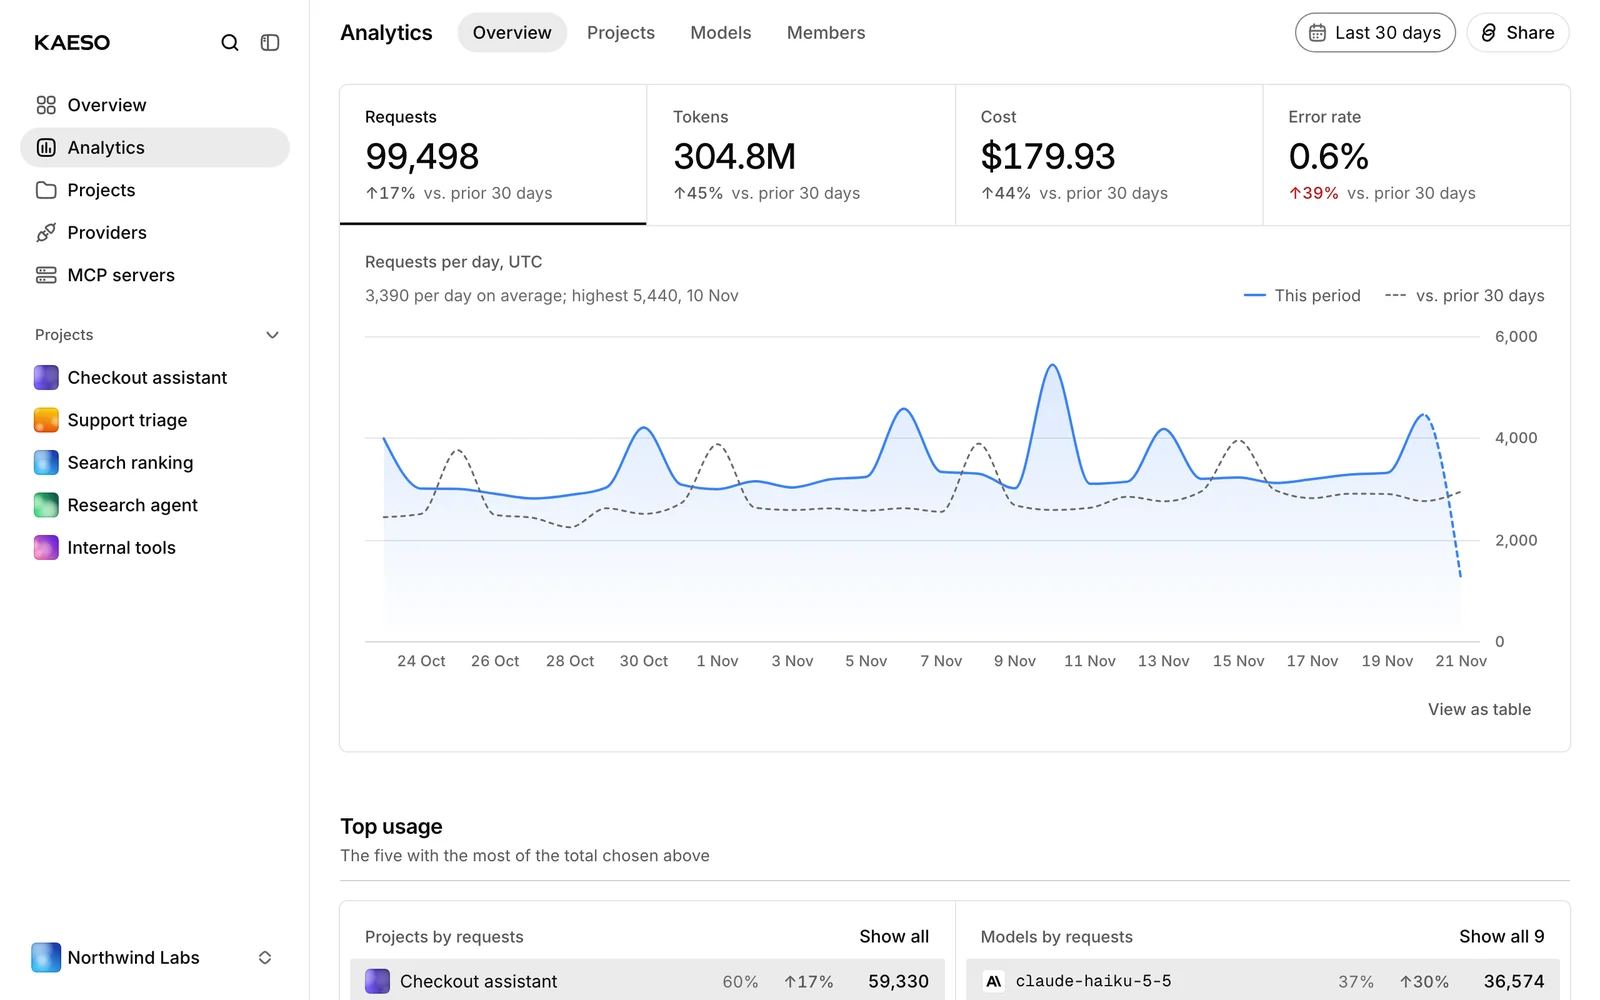 KAESO
Overview
Analytics
Projects
Providers
MCP servers
Projects
Checkout assistant
Support triage
Search ranking
Research agent
Internal tools
Northwind Labs
Analytics Overview Projects Models Members Last 30 days Share
Requests
99,498
↑17% vs. prior 30 days
Tokens
304.8M
↑45% vs. prior 30 days
Cost
$179.93
↑44% vs. prior 30 days
Error rate
0.6%
↑39% vs. prior 30 days
Requests per day, UTC
3,390 per day on average; highest 5,440, 10 Nov
This period vs. prior 30 days
6,000
4,000
2,000
0
24 Oct 26 Oct 28 Oct 30 Oct 1 Nov 3 Nov 5 Nov 7 Nov 9 Nov 11 Nov 13 Nov 15 Nov 17 Nov 19 Nov 21 Nov
View as table
Top usage
The five with the most of the total chosen above
Projects by requests Show all
Checkout assistant 60% ↑17% 59,330
Models by requests Show all 9
claude-haiku-5-5 37% ↑30% 36,574